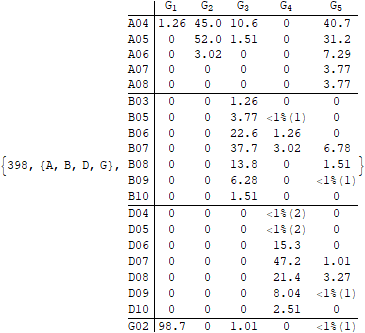 G1 G2 G3 G4 G5
A04 1.26 45.0 10.6 0 40.7
A05 0 52.0 1.51 0 31.2
A06 0 3.02 0 0 7.29
A07 0 0 0 0 3.77
A08 0 0 0 0 3.77
B03 0 0 1.26 0 0
B05 0 0 3.77 <1%(1) 0
B06 0 0 22.6 1.26 0
B07 0 0 37.7 3.02 6.78
{398, {A, B, D, G}, B08 0 0 13.8 0 1.51 }
B09 0 0 6.28 0 <1%(1)
B10 0 0 1.51 0 0
D04 0 0 0 <1%(2) 0
D05 0 0 0 <1%(2) 0
D06 0 0 0 15.3 0
D07 0 0 0 47.2 1.01
D08 0 0 0 21.4 3.27
D09 0 0 0 8.04 <1%(1)
D10 0 0 0 2.51 0
G02 98.7 0 1.01 0 <1%(1)